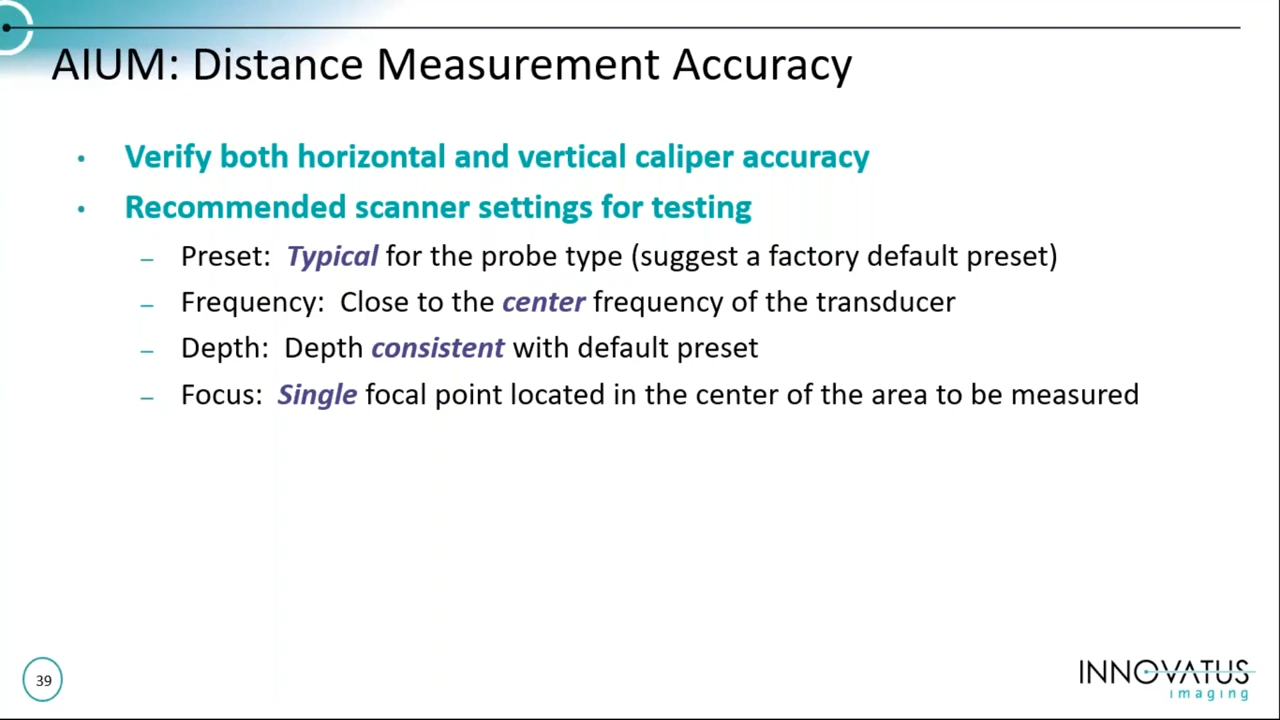 AIUM: Distance Measurement Accuracy
• Verify both horizontal and vertical caliper accuracy
• Recommended scanner settings for testing
– Preset: Typical for the probe type (suggest a factory default preset)
– Frequency: Close to the center frequency of the transducer
– Depth: Depth consistent with default preset
– Focus: Single focal point located in the center of the area to be measured
39
INNOVATUS
imaging